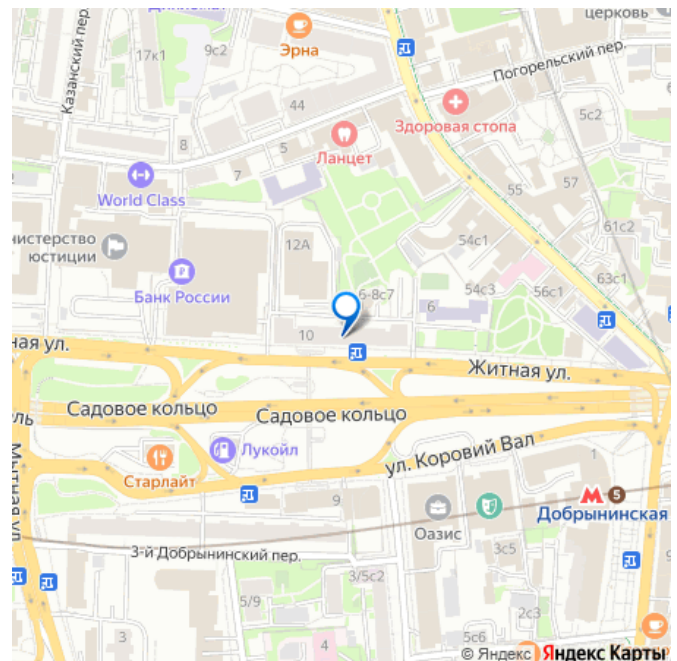 церковь
Эрна
9с2
17к1
Казанский пер.
Погорельский пер.
44
5с2
Здоровая стопа
Ланцет
8
5
7
55
57
World Class
61с2
54с1
12А
юстиции
Банк России
6-8с7
54с3
56с1
63с1
6
10
Житная ул.
Садовое кольцо
Садовое кольцо
Лукойл
ул. Коровий Вал
Старлайт
Мытная ул.
1
9
М 5
Добрынинская
Оазис
3-й Добрынинский пер.
3с5
3/5с2
5/9
2с3
3
4
5с6
© Яндекс Яндекс Карты